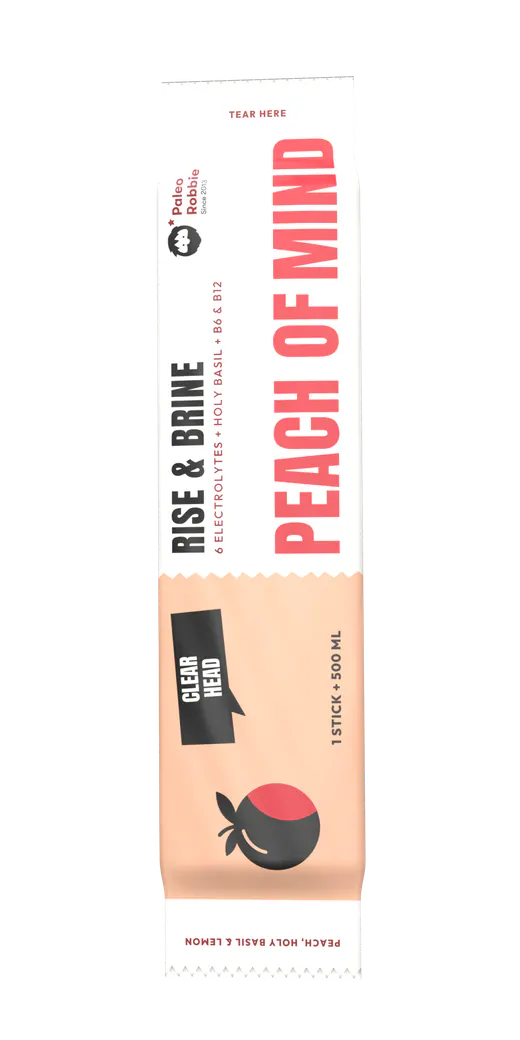 TEAR HERE
Paleo
Robbie
Since 2013
RISE & BRINE
6 ELECTROLYTES + HOLY BASIL + B6 & B12
PEACH OF MIND
CLEAR
HEAD
1 STICK + 500 ML
PEACH, HOLY BASIL & LEMON